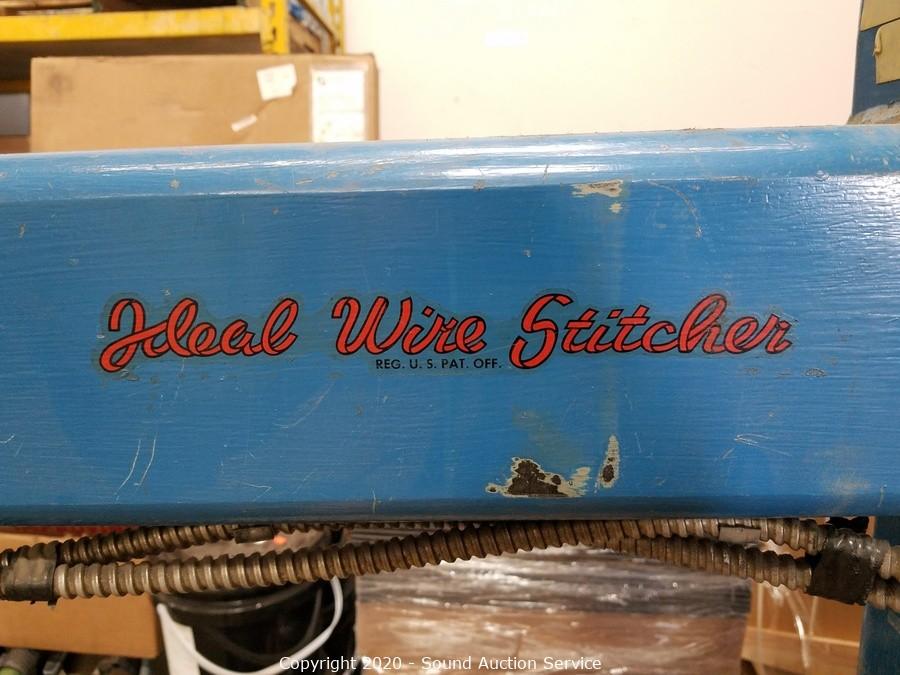 Ideal Wire Stitcher
REG. U. S. PAT. OFF.
Copyright 2020 - Sound Auction Service